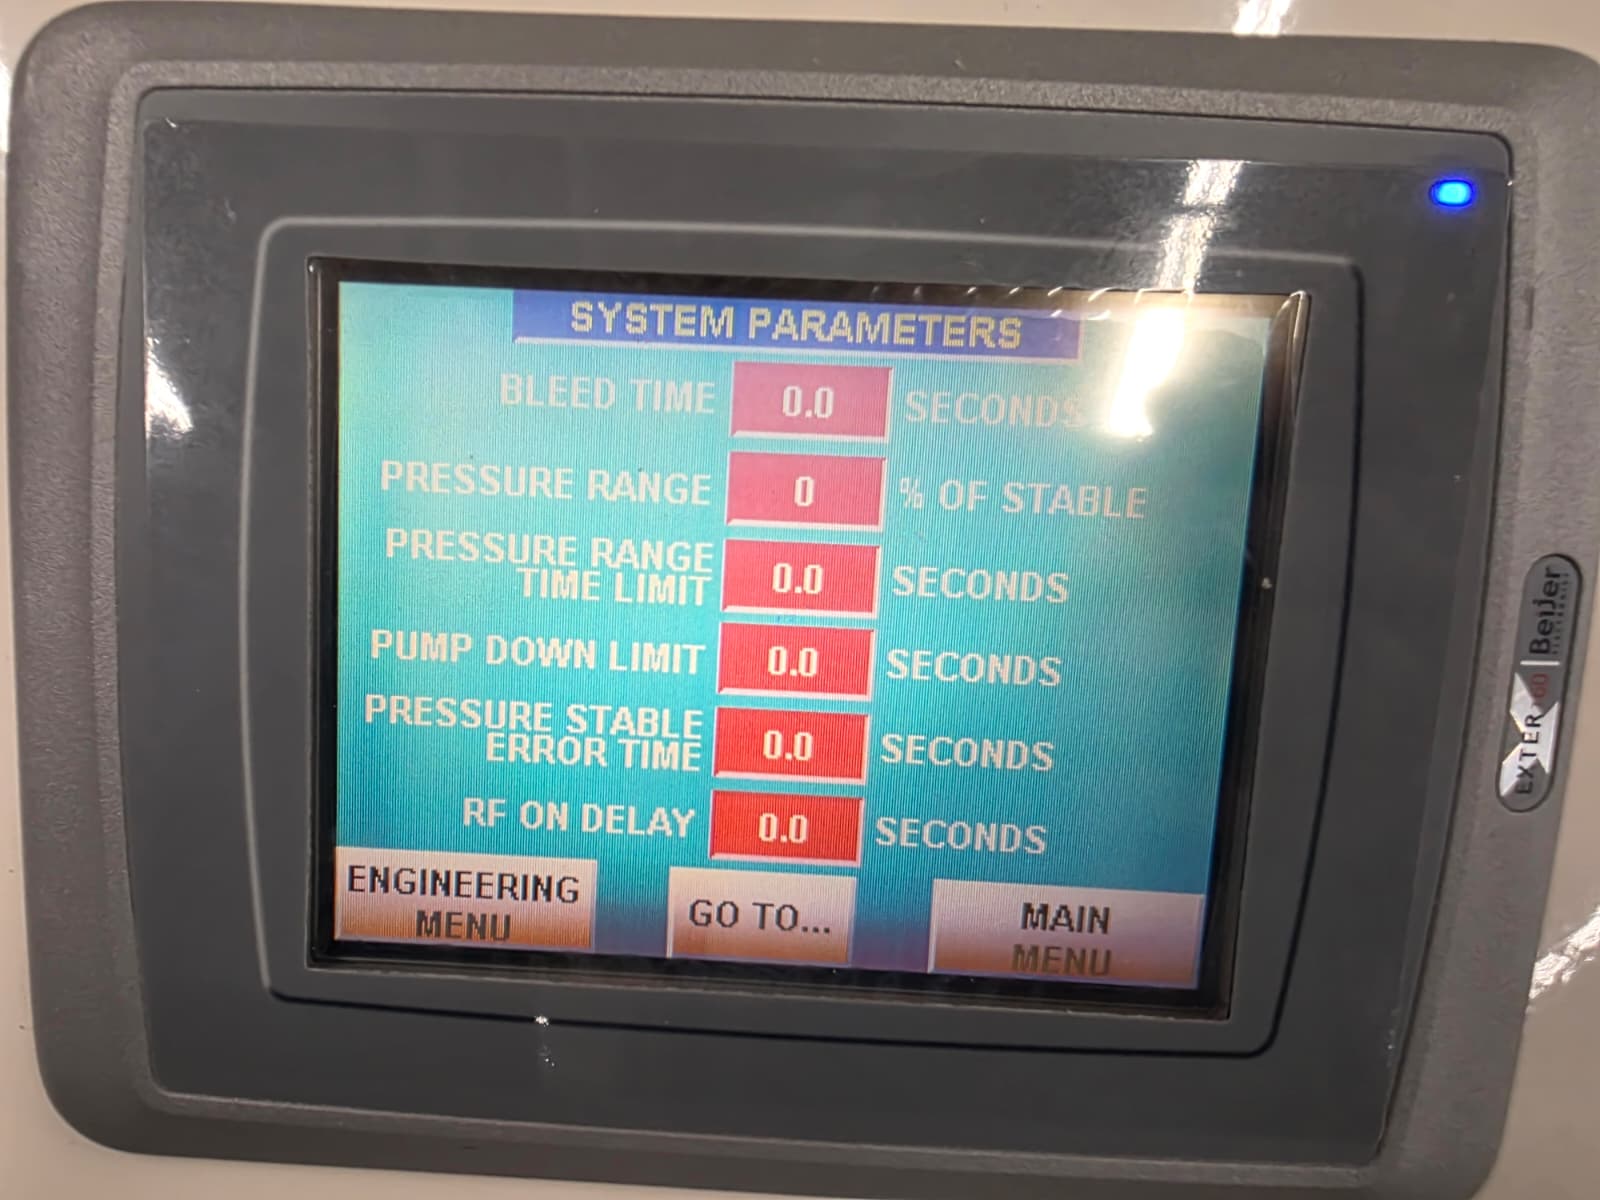 SYSTEM PARAMETERS
BLEED TIME 0.0 SECONDS
PRESSURE RANGE 0 % OF STABLE
PRESSURE RANGE
TIME LIMIT 0.0 SECONDS
PUMP DOWN LIMIT 0.0 SECONDS
PRESSURE STABLE
ERROR TIME 0.0 SECONDS
RF ON DELAY 0.0 SECONDS
ENGINEERING
MENU
GO TO...
MAIN
MENU
EXTER
Beijer
ELECTRONICS